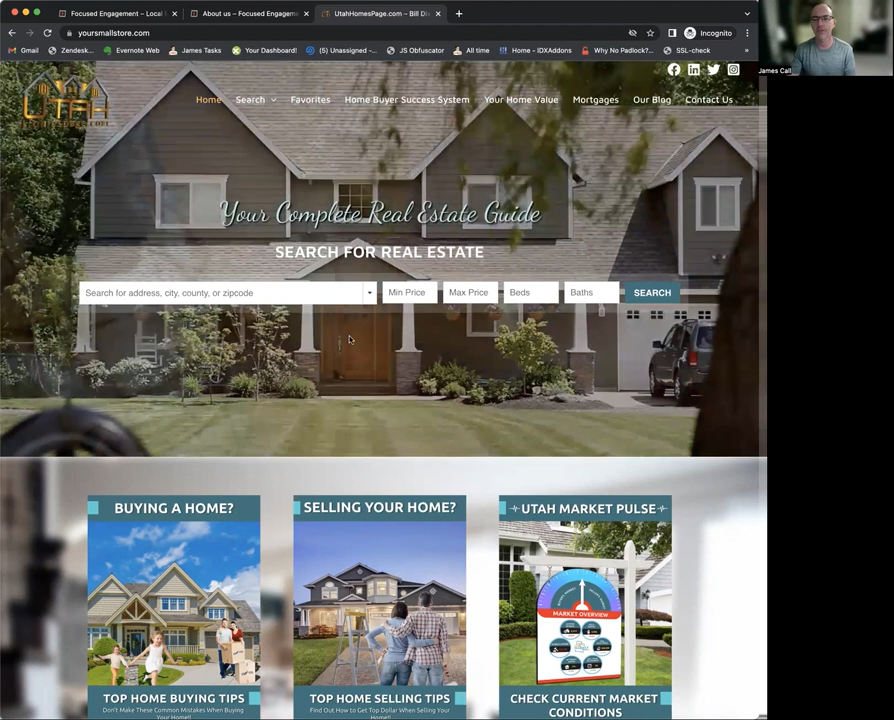 Focused Engagement – Local
About us – Focused Engageme
UtahHomesPage.com – Bill Di
yoursmallstore.com
Incognito
Gmail
Zendesk...
Evernote Web
James Tasks
Your Dashboard!
(5) Unassigned -...
JS Obfuscator
All time
Home - IDXAddons
Why No Padlock?...
SSL-check
James Call
UTAH
Home
Search
Favorites
Home Buyer Success System
Your Home Value
Mortgages
Our Blog
Contact Us
Your Complete Real Estate Guide
SEARCH FOR REAL ESTATE
Search for address, city, county, or zipcode
Min Price
Max Price
Beds
Baths
SEARCH
BUYING A HOME?
SELLING YOUR HOME?
UTAH MARKET PULSE
MARKET OVERVIEW
TOP HOME BUYING TIPS
Don't Make These Common Mistakes When Buying
Your Home!!
TOP HOME SELLING TIPS
Find Out How to Get Top Dollar When Selling Your
Home!!
CHECK CURRENT MARKET
CONDITIONS